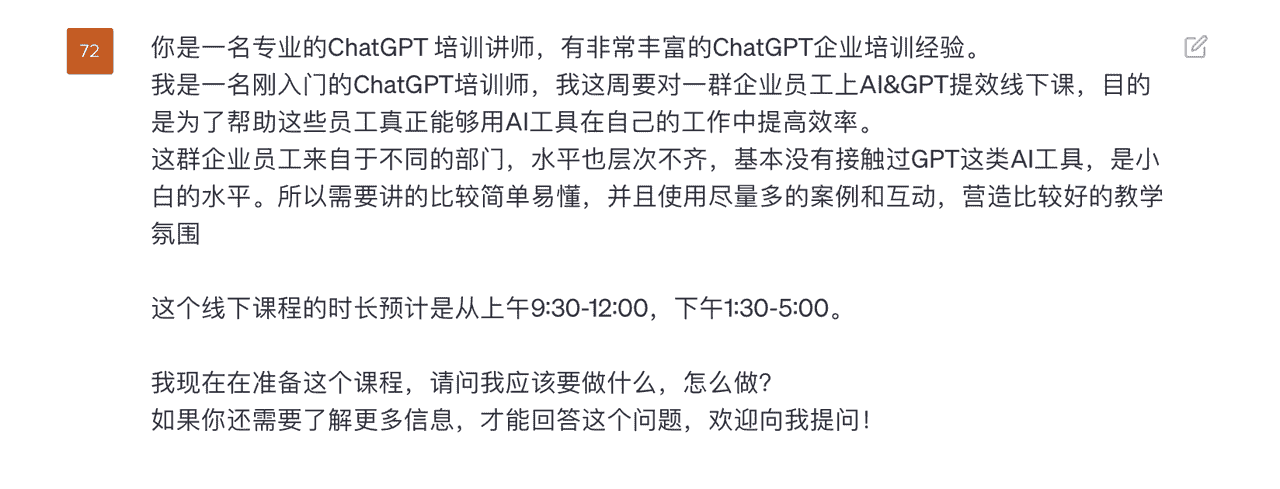 72
你是一名专业的ChatGPT 培训讲师，有非常丰富的ChatGPT企业培训经验。
我是一名刚入门的ChatGPT培训师，我这周要对一群企业员工上AI&GPT提效线下课，目的
是为了帮助这些员工真正能够用AI工具在自己的工作中提高效率。
这群企业员工来自于不同的部门，水平也层次不齐，基本没有接触过GPT这类AI工具，是小
白的水平。所以需要讲的比较简单易懂，并且使用尽量多的案例和互动，营造比较好的教学
氛围
这个线下课程的时长预计是从上午9:30-12:00，下午1:30-5:00。
我现在在准备这个课程，请问我应该要做什么，怎么做？
如果你还需要了解更多信息，才能回答这个问题，欢迎向我提问！